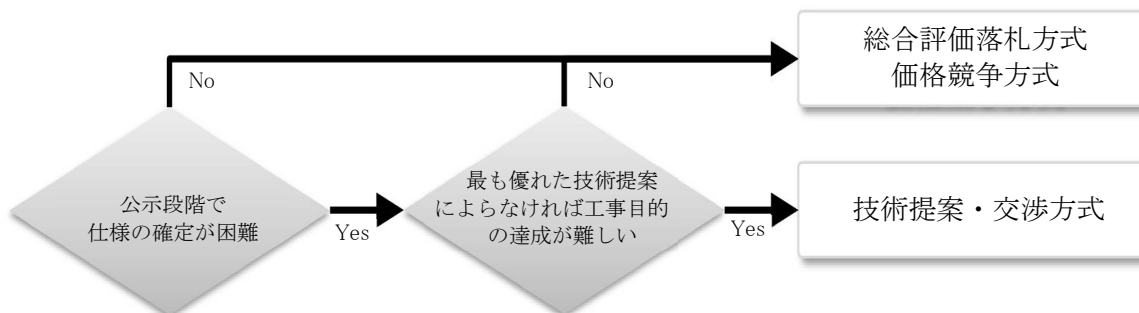 総合評価落札方式
価格競争方式
No
No
公示段階で
仕様の確定が困難
Yes
最も優れた技術提案
によらなければ工事目的
の達成が難しい
Yes
技術提案・交渉方式